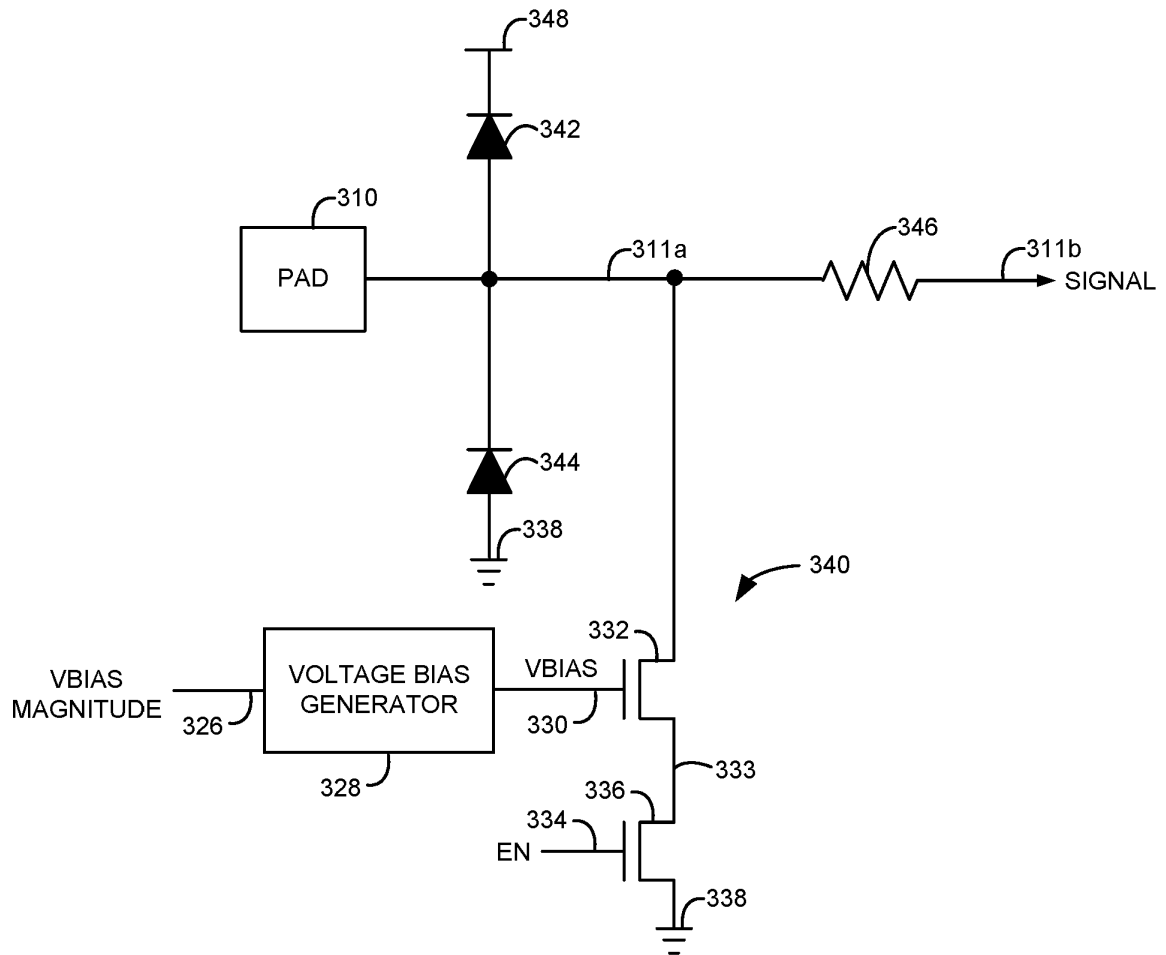 348
342
310
PAD
311a
346
311b
SIGNAL
344
338
340
332
VBIAS
MAGNITUDE
326
VOLTAGE BIAS
GENERATOR
328
VBIAS
330
333
336
334
EN
338